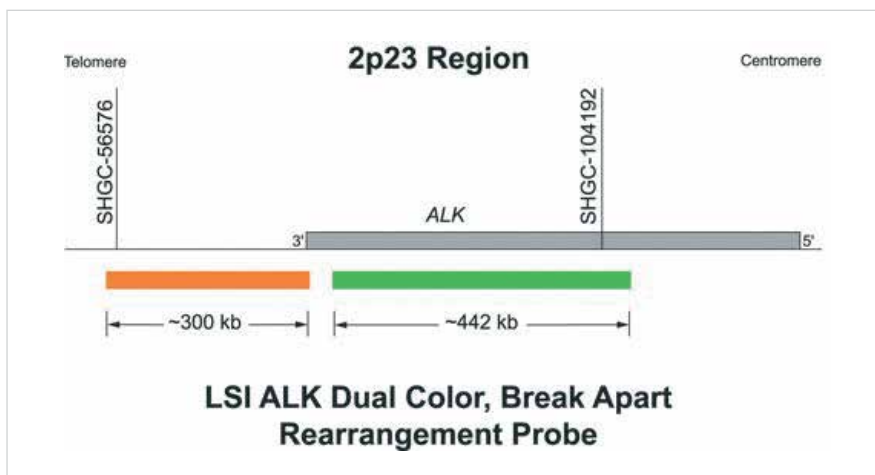 2p23 Region
Telomere
Centromere
SHGC-56576
SHGC-104192
ALK
3'
5'
~300 kb
~442 kb
LSI ALK Dual Color, Break Apart
Rearrangement Probe